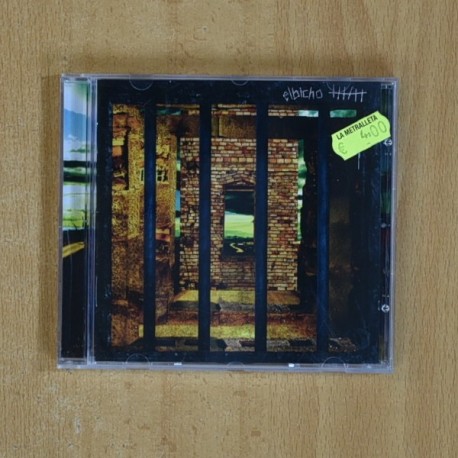 elbicho
LA METRALLETA
€ 4,00